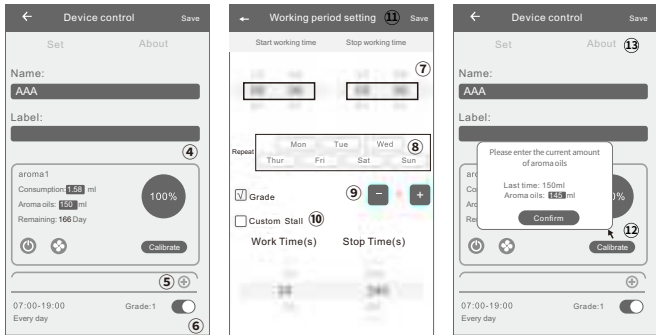 Device control
Save
Set
About
Name:
AAA
Label:
④
aroma1
Consumption: 1.58 ml
Aroma oils: 150 ml
Remaining: 166 Day
100%
Calibrate
⑤
07:00-19:00
Grade:1
Every day
⑥
Working period setting
⑪
Save
Start working time
Stop working time
⑦
Repeat
Mon
Tue
Wed
⑧
Thur
Fri
Sat
Sun
Grade
⑨
−
+
Custom Stall
⑩
Work Time(s)
Stop Time(s)
Device control
Save
Set
About
⑬
Name:
AAA
Label:
Please enter the current amount
of aroma oils
Last time: 150ml
Aroma oils: 145 ml
Confirm
⑫
Calibrate
07:00-19:00
Grade:1
Every day